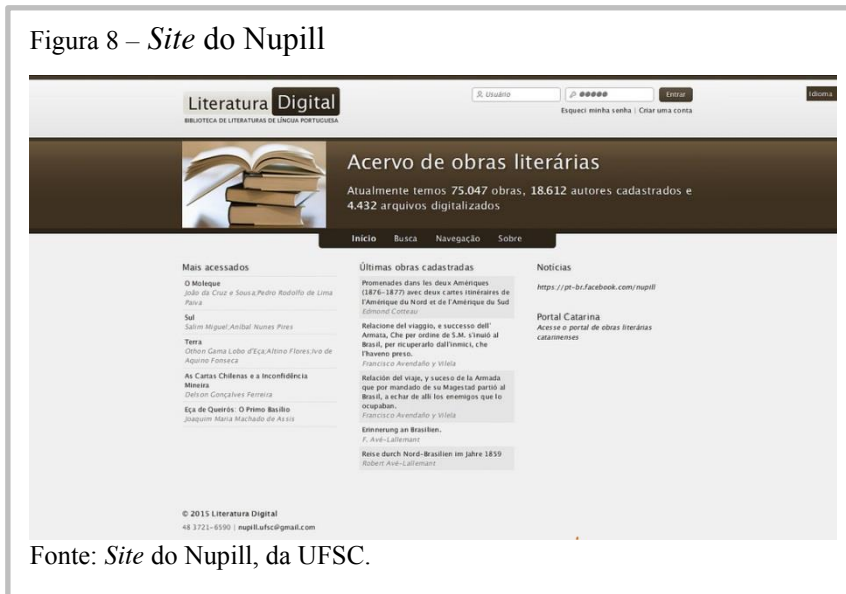 Figura 8 – Site do Nupill
Literatura Digital
BIBLIOTECA DE LITERATURAS DE LÍNGUA PORTUGUESA
Usuário
Entrar
Idioma
Esqueci minha senha | Criar uma conta
Acervo de obras literárias
Atualmente temos 75.047 obras, 18.612 autores cadastrados e
4.432 arquivos digitalizados
Início Busca Navegação Sobre
Mais acessados
O Moleque
João da Cruz e Sousa;Pedro Rodolfo de Lima
Paiva
Sul
Salim Miguel;Aníbal Nunes Pires
Terra
Othon Gama Lobo d'Eça;Altino Flores;Ivo de
Aquino Fonseca
As Cartas Chilenas e a Inconfidência
Mineira
Delson Gonçalves Ferreira
Eça de Queirós: O Primo Basílio
Joaquim Maria Machado de Assis
Últimas obras cadastradas
Promenades dans les deux Amériques
(1876-1877) avec deux cartes itinéraires de
l'Amérique du Nord et de l'Amérique du Sud
Edmond Cotteau
Relacione del viaggio, e successo dell'
Armata, Che per ordine de S.M. s'inuió al
Brasil, per ricuperarlo dall'inmici, che
l'haveno preso.
Francisco Avendaño y Vilela
Relación del viaje, y suceso de la Armada
que por mandado de su Magestad partió al
Brasil, a echar de allí los enemigos que lo
ocupaban.
Francisco Avendaño y Vilela
Erinnerung an Brasilien.
F. Avé-Lallemant
Reise durch Nord-Brasilien im Jahre 1859
Robert Avé-Lallemant
Notícias
https://pt-br.facebook.com/nupill
Portal Catarina
Acesse o portal de obras literárias
catarinenses
© 2015 Literatura Digital
48 3721-6590 | nupill.ufsc@gmail.com
Fonte: Site do Nupill, da UFSC.